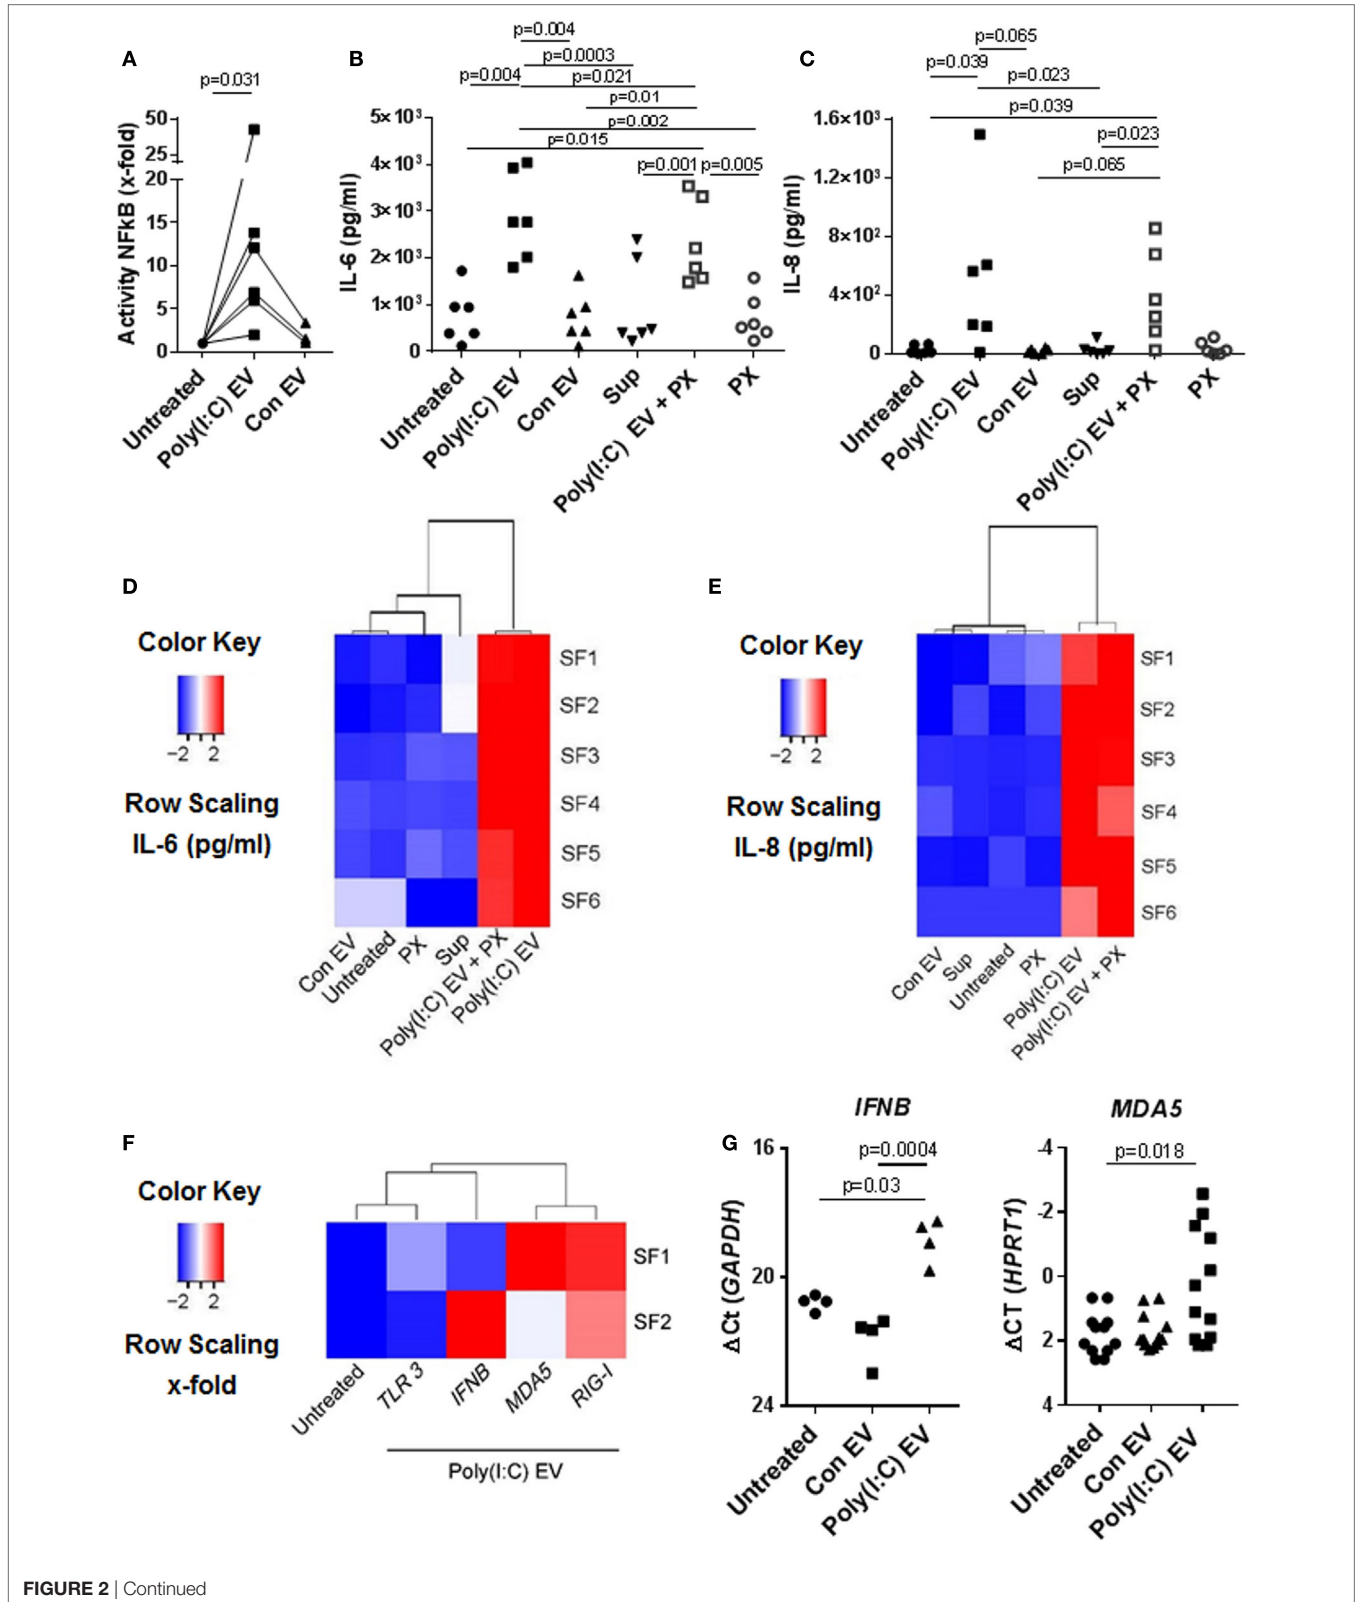 A
p=0.031
Activity NFkB (x-fold)
50
25
20
15
10
5
0
Untreated
Poly(I:C) EV
Con EV
B
p=0.004
p=0.0003
p=0.004
p=0.021
p=0.01
p=0.002
p=0.015
p=0.001
p=0.005
IL-6 (pg/ml)
5×10³
4×10³
3×10³
2×10³
1×10³
0
Untreated
Poly(I:C) EV
Con EV
Sup
Poly(I:C) EV + PX
PX
C
p=0.065
p=0.039
p=0.023
p=0.039
p=0.023
p=0.065
IL-8 (pg/ml)
1.6×10³
1.2×10³
8×10²
4×10²
0
Untreated
Poly(I:C) EV
Con EV
Sup
Poly(I:C) EV + PX
PX
D
Color Key
−2 2
Row Scaling
IL-6 (pg/ml)
SF1
SF2
SF3
SF4
SF5
SF6
Con EV
Untreated
PX
Sup
Poly(I:C) EV + PX
Poly(I:C) EV
E
Color Key
−2 2
Row Scaling
IL-8 (pg/ml)
SF1
SF2
SF3
SF4
SF5
SF6
Con EV
Sup
Untreated
PX
Poly(I:C) EV
Poly(I:C) EV + PX
F
Color Key
−2 2
Row Scaling
x-fold
SF1
SF2
Untreated
TLR 3
IFNB
MDA5
RIG-I
Poly(I:C) EV
G
IFNB
p=0.0004
p=0.03
ΔCt (GAPDH)
16
20
24
Untreated
Con EV
Poly(I:C) EV
MDA5
p=0.018
ΔCT (HPRT1)
-4
-2
0
2
4
Untreated
Con EV
Poly(I:C) EV
FIGURE 2 | Continued